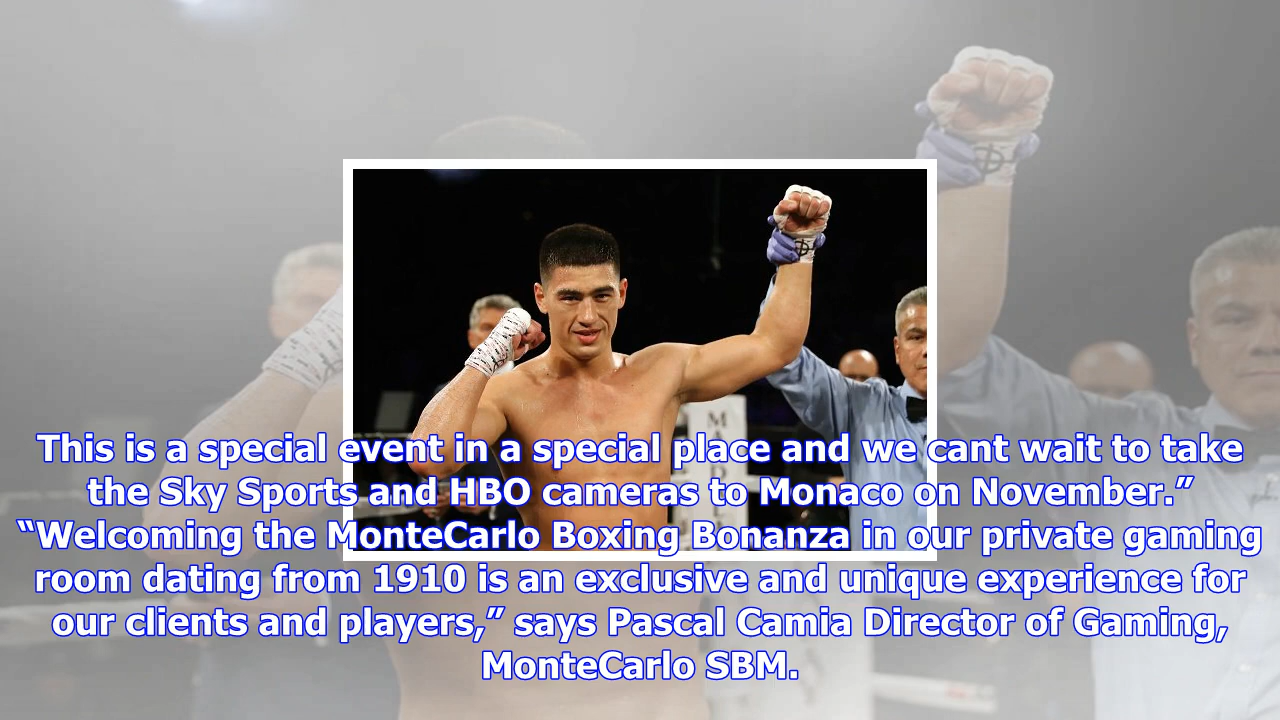 This is a special event in a special place and we cant wait to take
the Sky Sports and HBO cameras to Monaco on November.”
“Welcoming the MonteCarlo Boxing Bonanza in our private gaming
room dating from 1910 is an exclusive and unique experience for
our clients and players,” says Pascal Camia Director of Gaming,
MonteCarlo SBM.